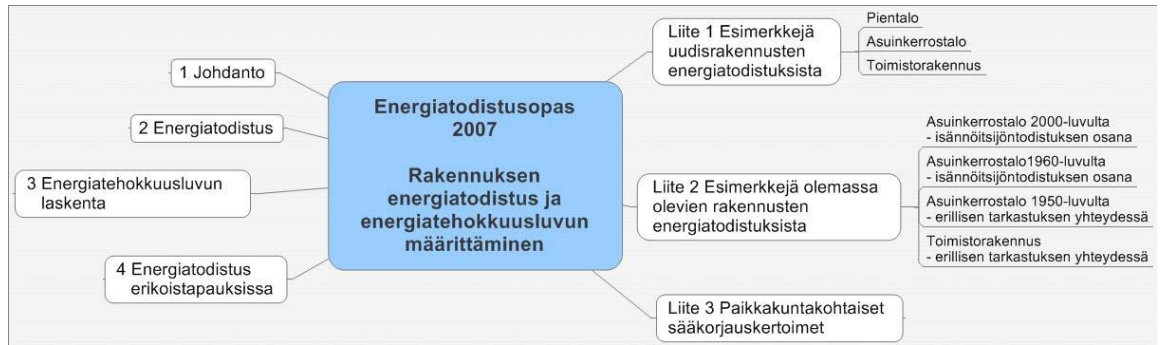 Energiatodistusopas
2007
Rakennuksen
energiatodistus ja
energiatehokkuusluvun
määrittäminen
1 Johdanto
2 Energiatodistus
3 Energiatehokkuusluvun
laskenta
4 Energiatodistus
erikoistapauksissa
Liite 1 Esimerkkejä
uudisrakennusten
energiatodistuksista
Pientalo
Asuinkerrostalo
Toimistorakennus
Liite 2 Esimerkkejä olemassa
olevien rakennusten
energiatodistuksista
Asuinkerrostalo 2000-luvulta
- isännöitsijöntodistuksen osana
Asuinkerrostalo1960-luvulta
- isännöitsijöntodistuksen osana
Asuinkerrostalo 1950-luvulta
- erillisen tarkastuksen yhteydessä
Toimistorakennus
- erillisen tarkastuksen yhteydessä
Liite 3 Paikkakuntakohtaiset
sääkorjauskertoimet